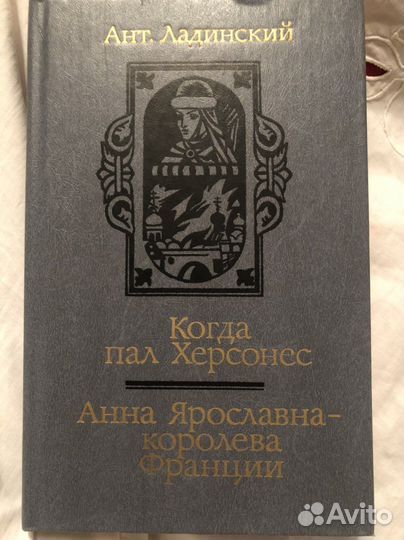 Ант. Ладинский
Когда
пал Херсонес
Анна Ярославна-
королева
Франции
Avito